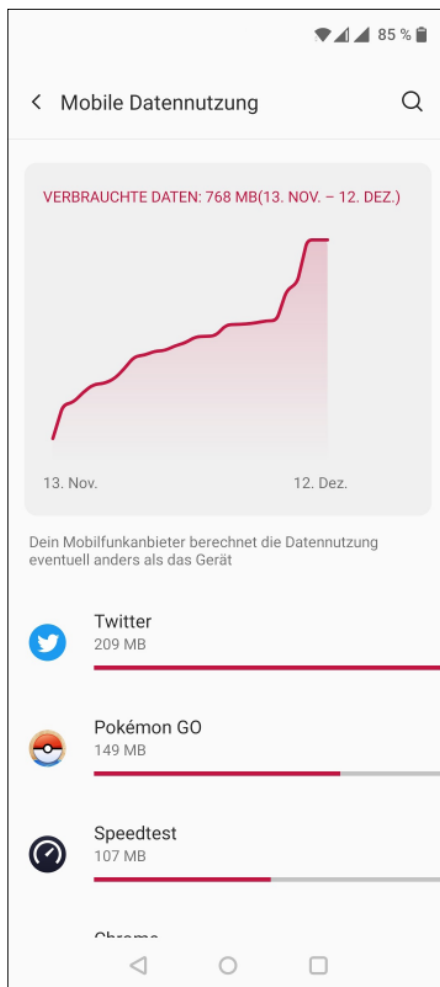 85 %
Mobile Datennutzung
VERBRAUCHTE DATEN: 768 MB(13. NOV. – 12. DEZ.)
13. Nov.
12. Dez.
Dein Mobilfunkanbieter berechnet die Datennutzung
eventuell anders als das Gerät
Twitter
209 MB
Pokémon GO
149 MB
Speedtest
107 MB
Chrome